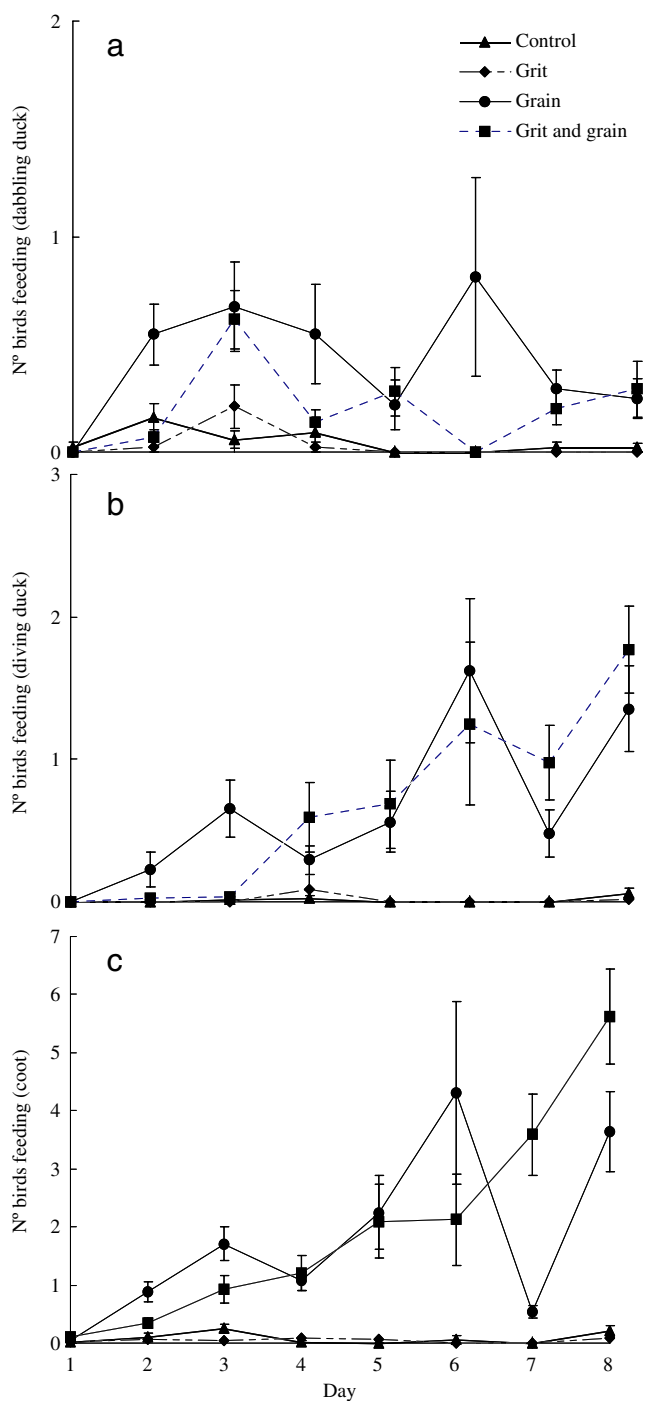 2
a
Control
Grit
Grain
Grit and grain
Nº birds feeeding (dabbling duck)
1
0
3
b
Nº birds feeding (diving duck)
2
1
0
7
c
6
5
Nº birds feeding (coot)
4
3
2
1
0
1 2 3 4 5 6 7 8
Day